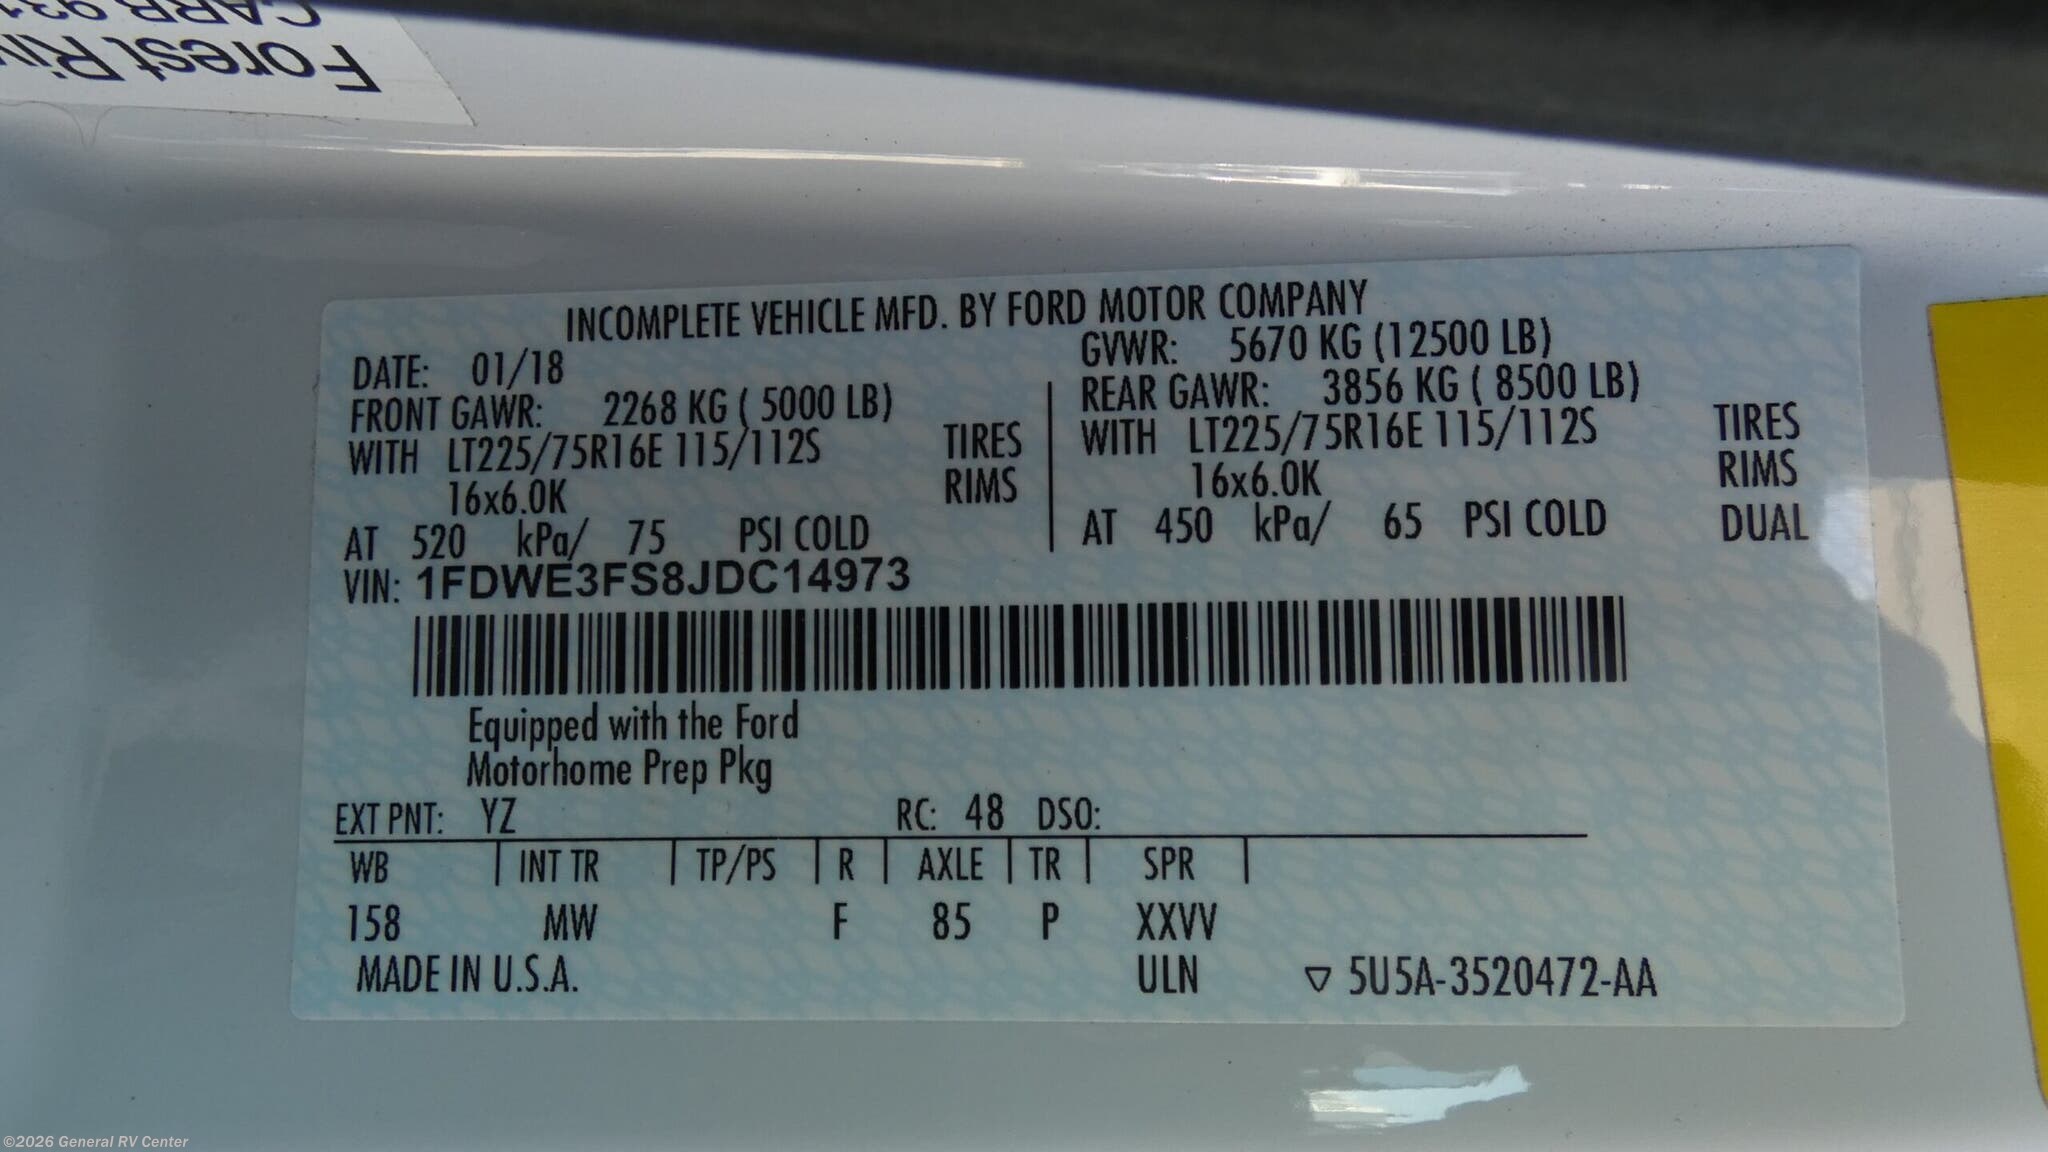 Forest Riv
CARB 931
INCOMPLETE VEHICLE MFD. BY FORD MOTOR COMPANY
DATE: 01/18 GVWR: 5670 KG (12500 LB)
FRONT GAWR: 2268 KG ( 5000 LB) REAR GAWR: 3856 KG ( 8500 LB)
WITH LT225/75R16E 115/112S TIRES WITH LT225/75R16E 115/112S TIRES
16x6.0K RIMS 16x6.0K RIMS
AT 520 kPa/ 75 PSI COLD AT 450 kPa/ 65 PSI COLD DUAL
VIN: 1FDWE3FS8JDC14973
Equipped with the Ford
Motorhome Prep Pkg
EXT PNT: YZ RC: 48 DSO:
WB INT TR TP/PS R AXLE TR SPR
158 MW F 85 P XXVV
MADE IN U.S.A. ULN ▽ 5U5A-3520472-AA
©2026 General RV Center